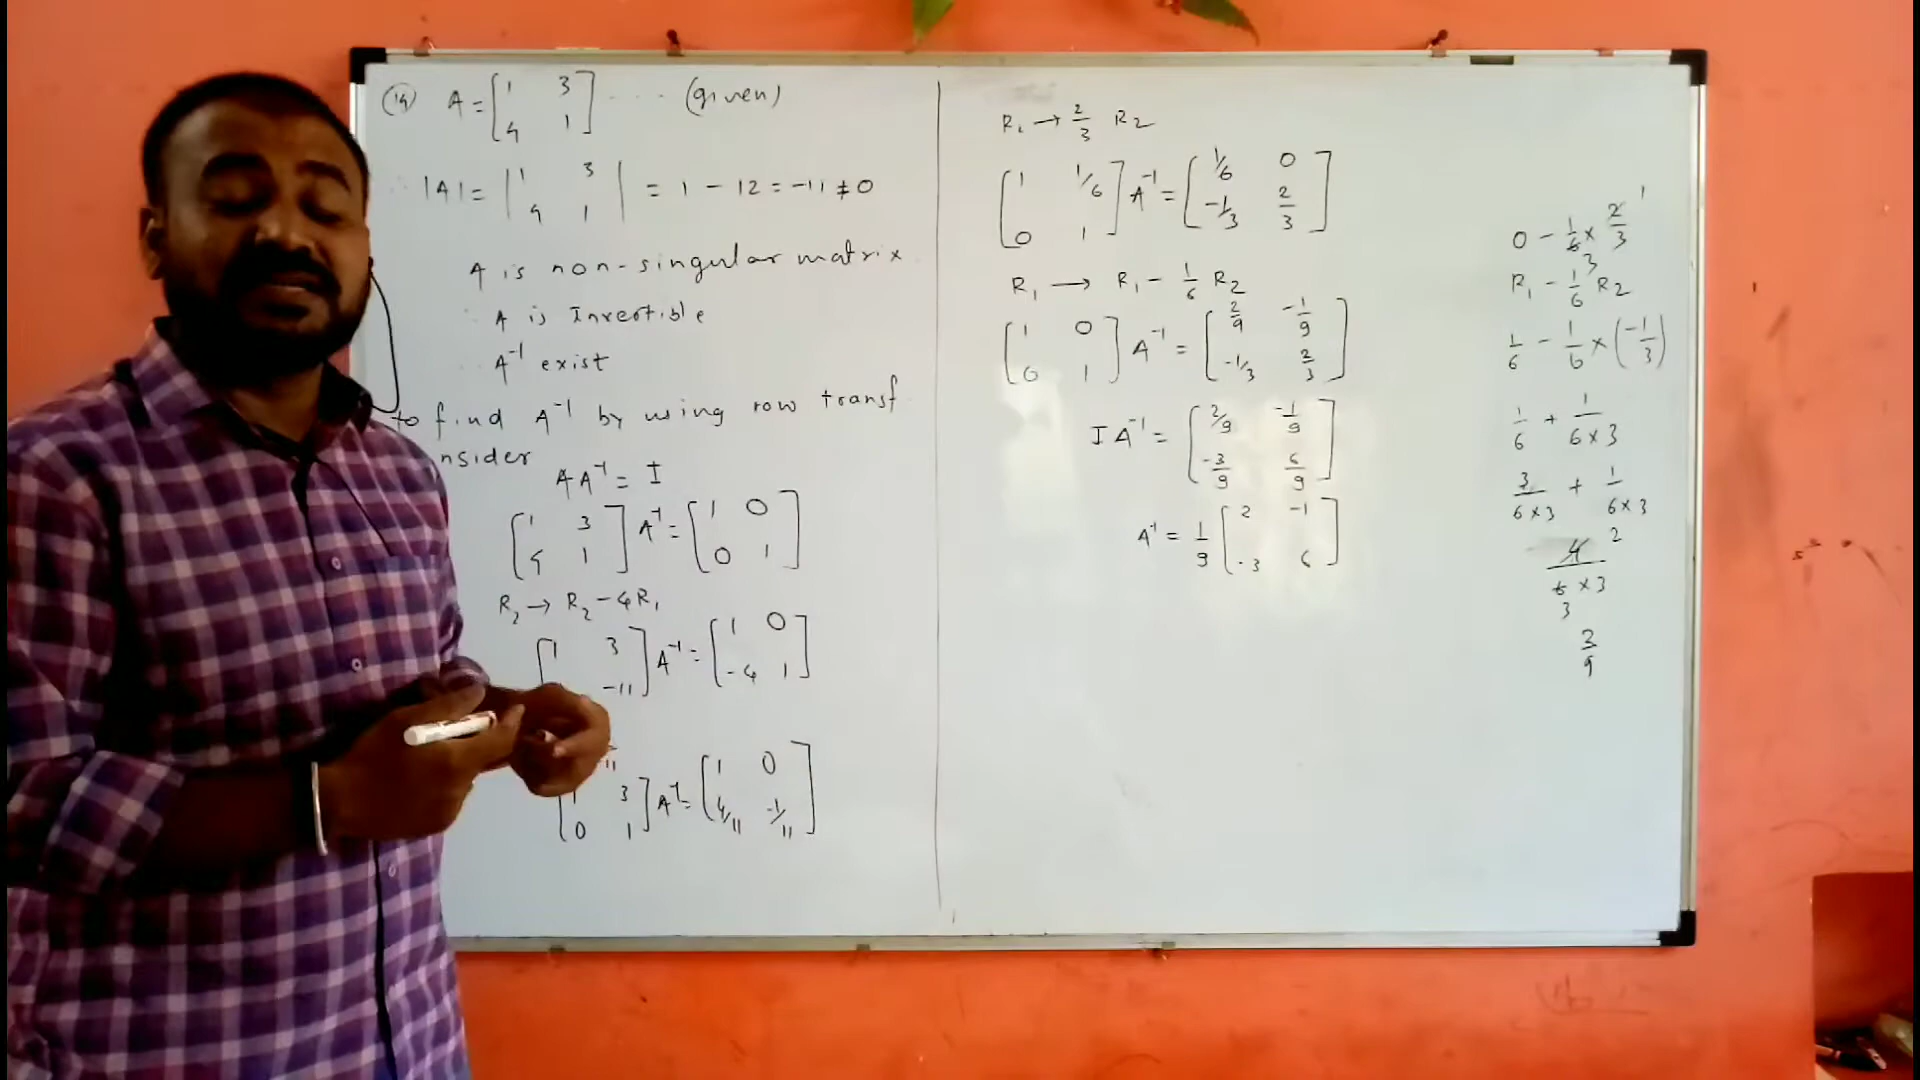 (14) A = [ 1 3 ; 4 1 ] .... (given)
∴ |A| = | 1 3 ; 4 1 | = 1 - 12 = -11 ≠ 0
A is non-singular matrix
∴ A is Invertible
∴ A⁻¹ exist
to find A⁻¹ by using row transf.
nsider
A A⁻¹ = I
[ 1 3 ; 4 1 ] A⁻¹ = [ 1 0 ; 0 1 ]
R₂ → R₂ - 4R₁
[ 1 3 ; -11 ] A⁻¹ = [ 1 0 ; -4 1 ]
11
[ 1 3 ; 0 1 ] A⁻¹ = [ 1 0 ; 4/11 -1/11 ]
R₂ → 2/3 R₂
[ 1 1/6 ; 0 1 ] A⁻¹ = [ 1/6 0 ; -1/3 2/3 ]
R₁ → R₁ - 1/6 R₂
[ 1 0 ; 0 1 ] A⁻¹ = [ 2/9 -1/9 ; -1/3 2/3 ]
I A⁻¹ = [ 2/9 -1/9 ; -3/9 6/9 ]
A⁻¹ = 1/9 [ 2 -1 ; -3 6 ]
0 - 1/6 × 2/3 1
3
R₁ - 1/6 R₂
1/6 - 1/6 × (-1/3)
1/6 + 1/6×3
3/6×3 + 1/6×3
4/6×3 2
3
2/9